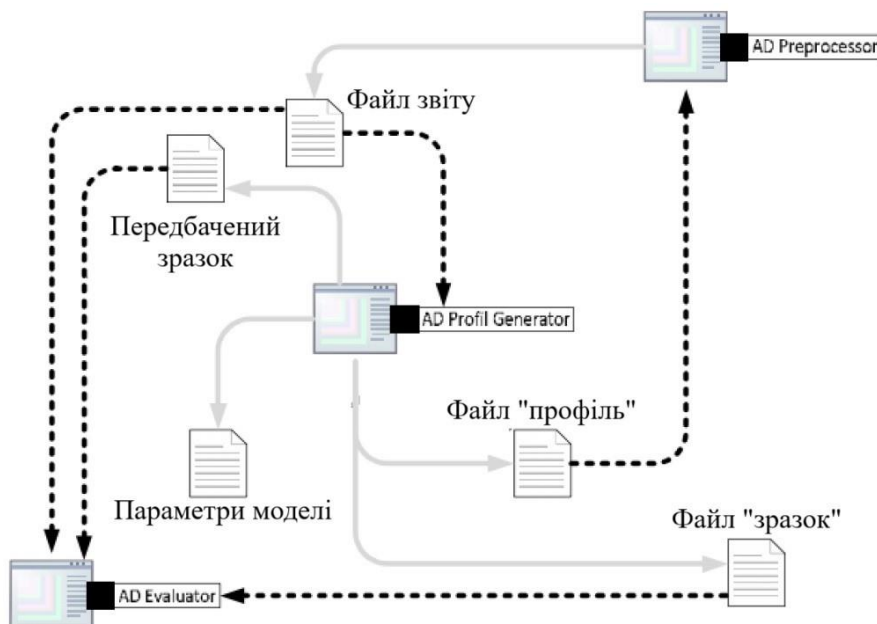 AD Preprocessor
Файл звіту
Передбачений
зразок
AD Profil Generator
Файл "профіль"
Параметри моделі
Файл "зразок"
AD Evaluator